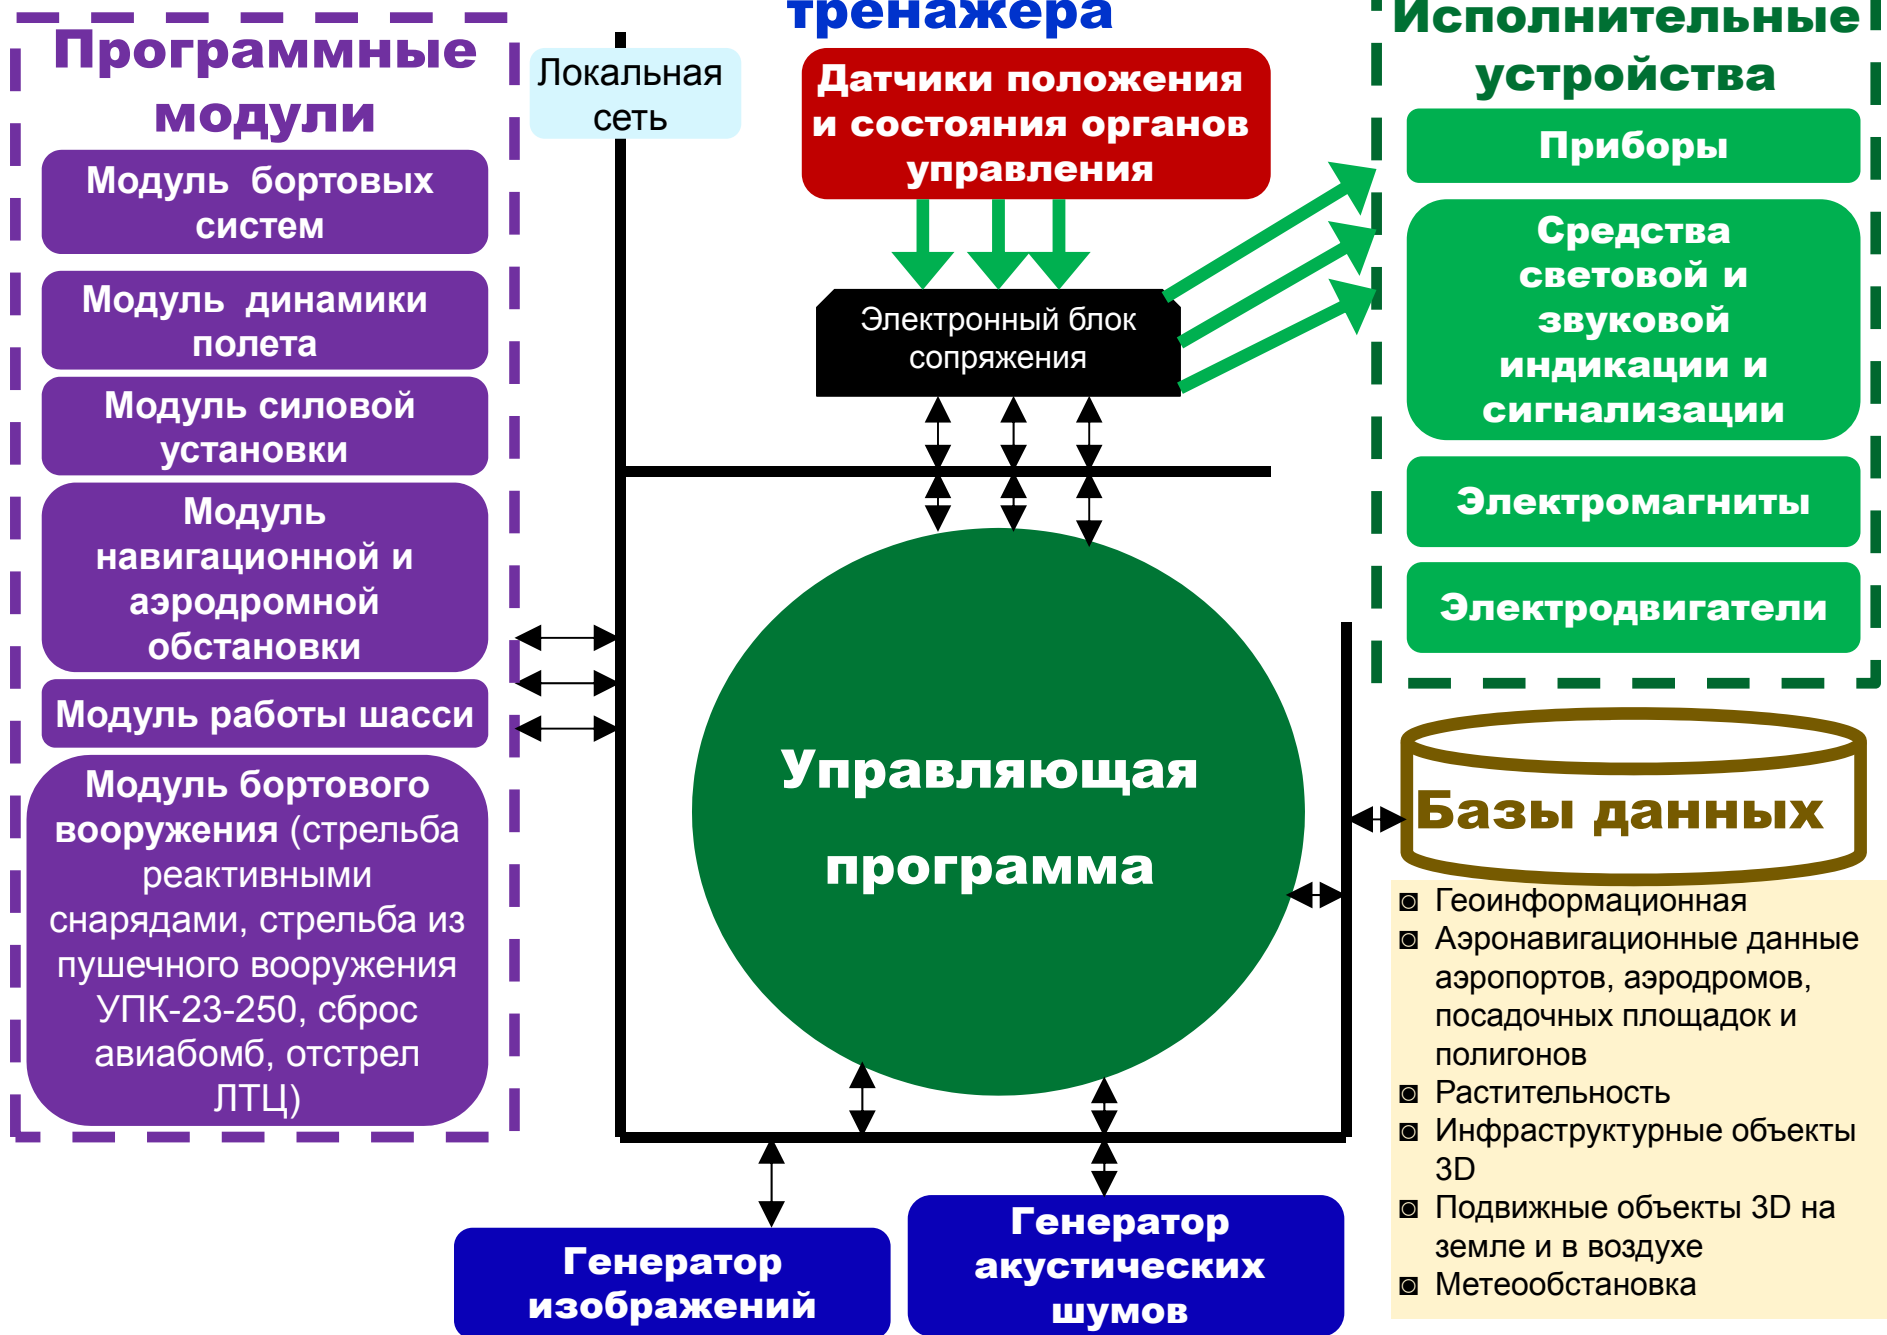 тренажера
Программные
модули
Модуль бортовых
систем
Модуль динамики
полета
Модуль силовой
установки
Модуль
навигационной и
аэродромной
обстановки
Модуль работы шасси
Модуль бортового
вооружения (стрельба
реактивными
снарядами, стрельба из
пушечного вооружения
УПК-23-250, сброс
авиабомб, отстрел
ЛТЦ)
Локальная
сеть
Датчики положения
и состояния органов
управления
Электронный блок
сопряжения
Управляющая
программа
Генератор
изображений
Генератор
акустических
шумов
Исполнительные
устройства
Приборы
Средства
световой и
звуковой
индикации и
сигнализации
Электромагниты
Электродвигатели
Базы данных
◙ Геоинформационная
◙ Аэронавигационные данные
аэропортов, аэродромов,
посадочных площадок и
полигонов
◙ Растительность
◙ Инфраструктурные объекты
3D
◙ Подвижные объекты 3D на
земле и в воздухе
◙ Метеообстановка